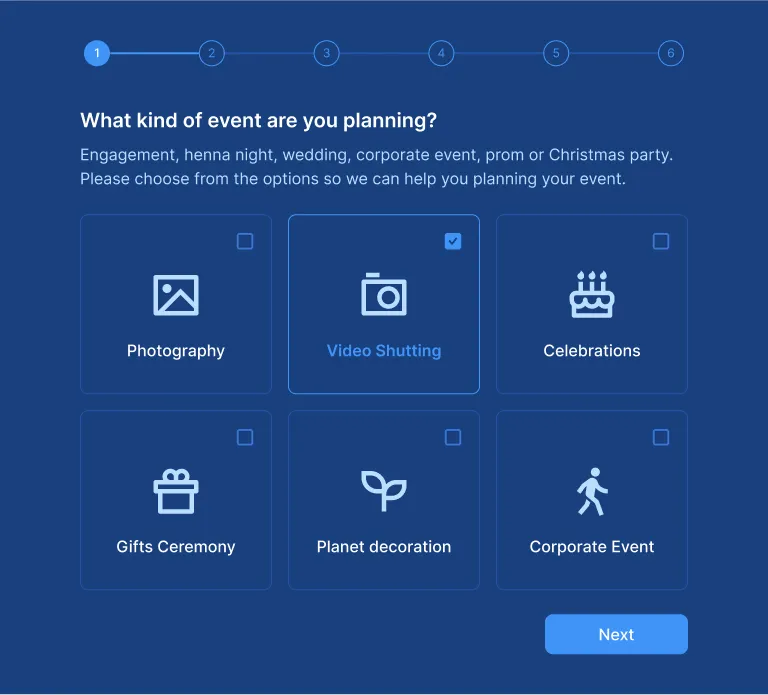 1 2 3 4 5 6
What kind of event are you planning?
Engagement, henna night, wedding, corporate event, prom or Christmas party.
Please choose from the options so we can help you planning your event.
Photography Video Shutting Celebrations
Gifts Ceremony Planet decoration Corporate Event
Next